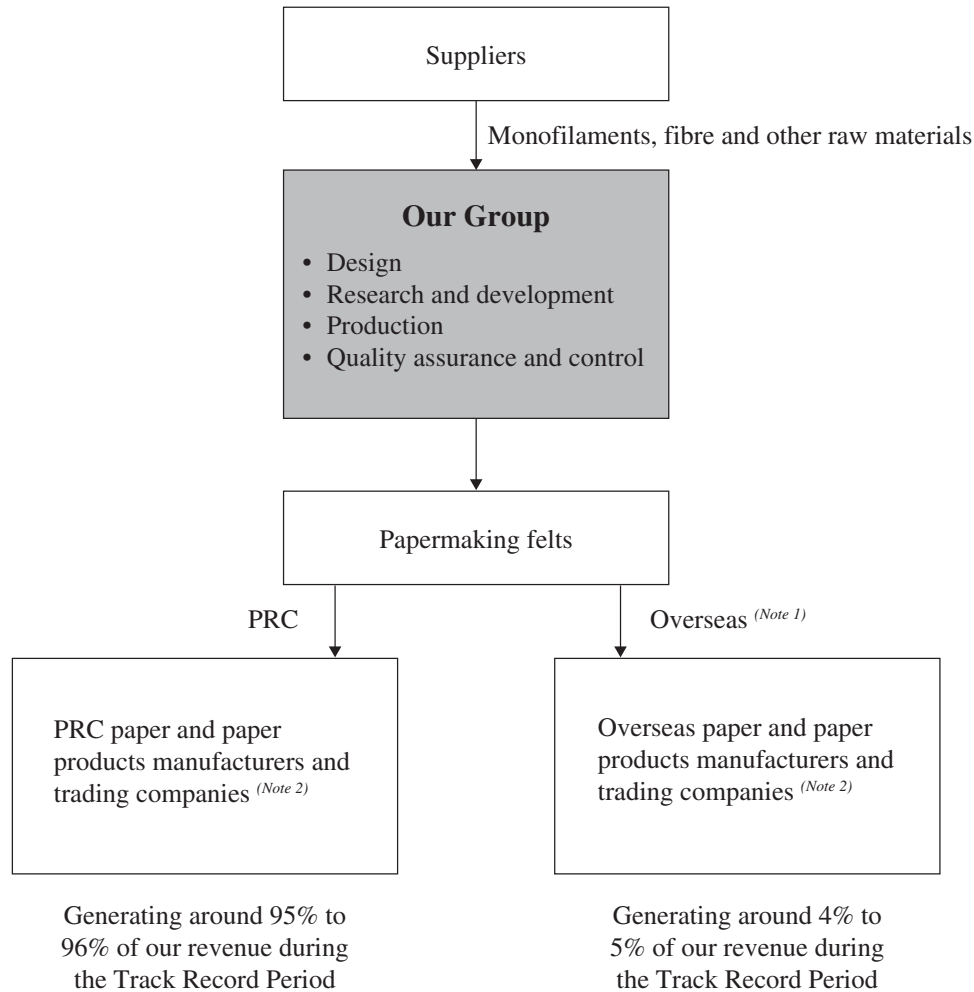 Suppliers
Monofilaments, fibre and other raw materials
Our Group
• Design
• Research and development
• Production
• Quality assurance and control
Papermaking felts
PRC
Overseas (Note 1)
PRC paper and paper
products manufacturers and
trading companies (Note 2)
Overseas paper and paper
products manufacturers and
trading companies (Note 2)
Generating around 95% to
96% of our revenue during
the Track Record Period
Generating around 4% to
5% of our revenue during
the Track Record Period